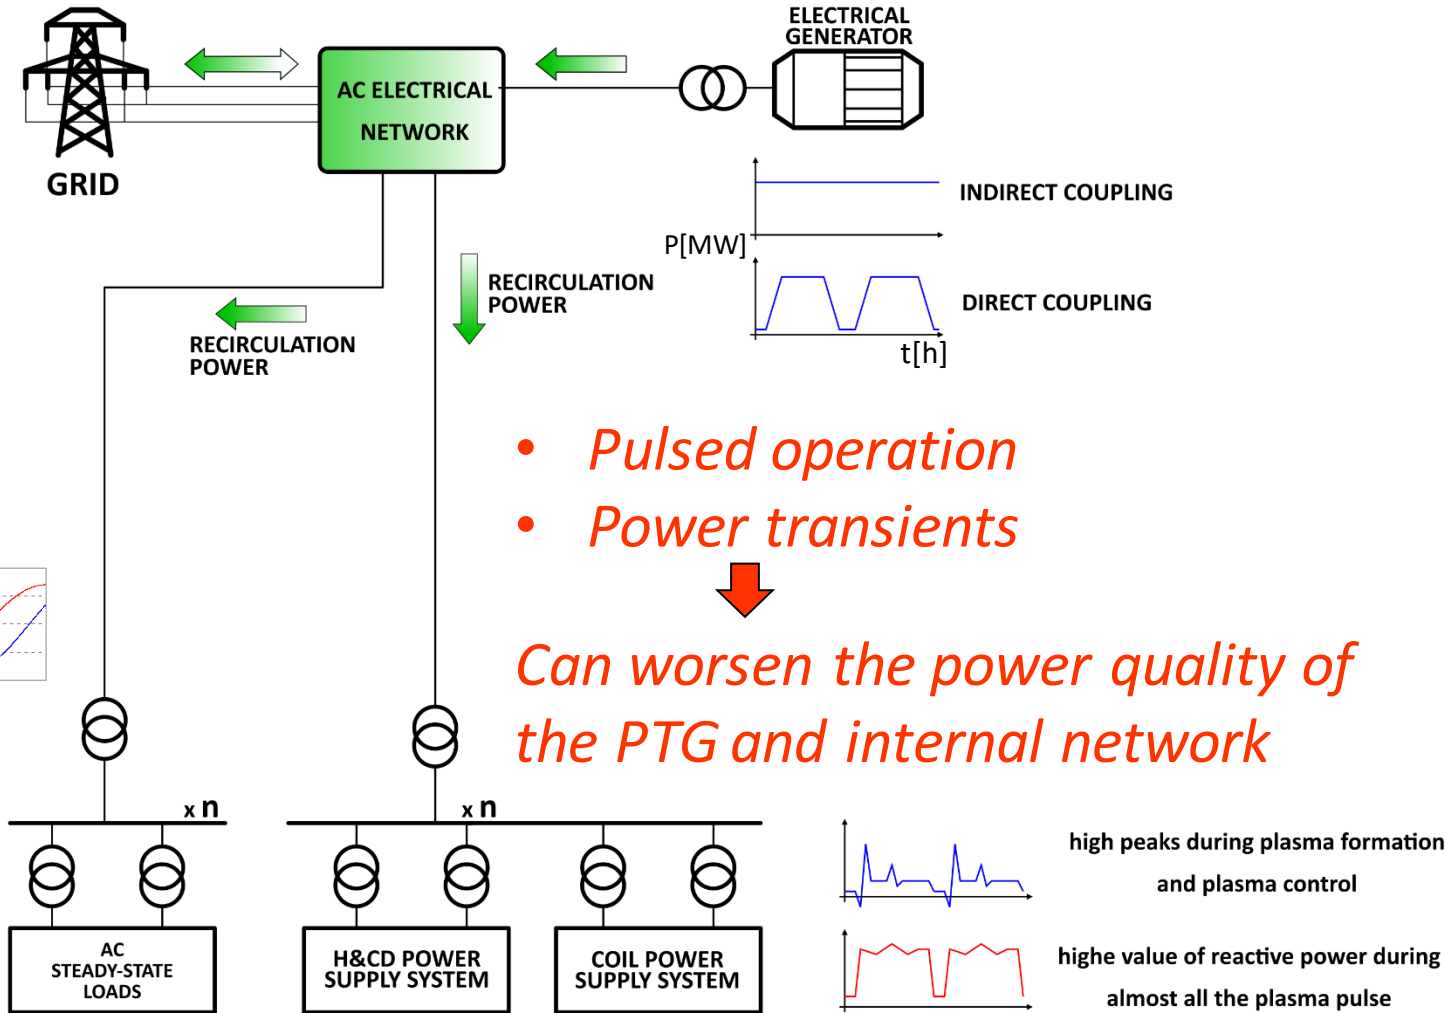 ELECTRICAL
GENERATOR
AC ELECTRICAL
NETWORK
GRID
INDIRECT COUPLING
P[MW]
DIRECT COUPLING
t[h]
RECIRCULATION
POWER
RECIRCULATION
POWER
• Pulsed operation
• Power transients
Can worsen the power quality of
the PTG and internal network
x n
x n
AC
STEADY-STATE
LOADS
H&CD POWER
SUPPLY SYSTEM
COIL POWER
SUPPLY SYSTEM
high peaks during plasma formation
and plasma control
highe value of reactive power during
almost all the plasma pulse